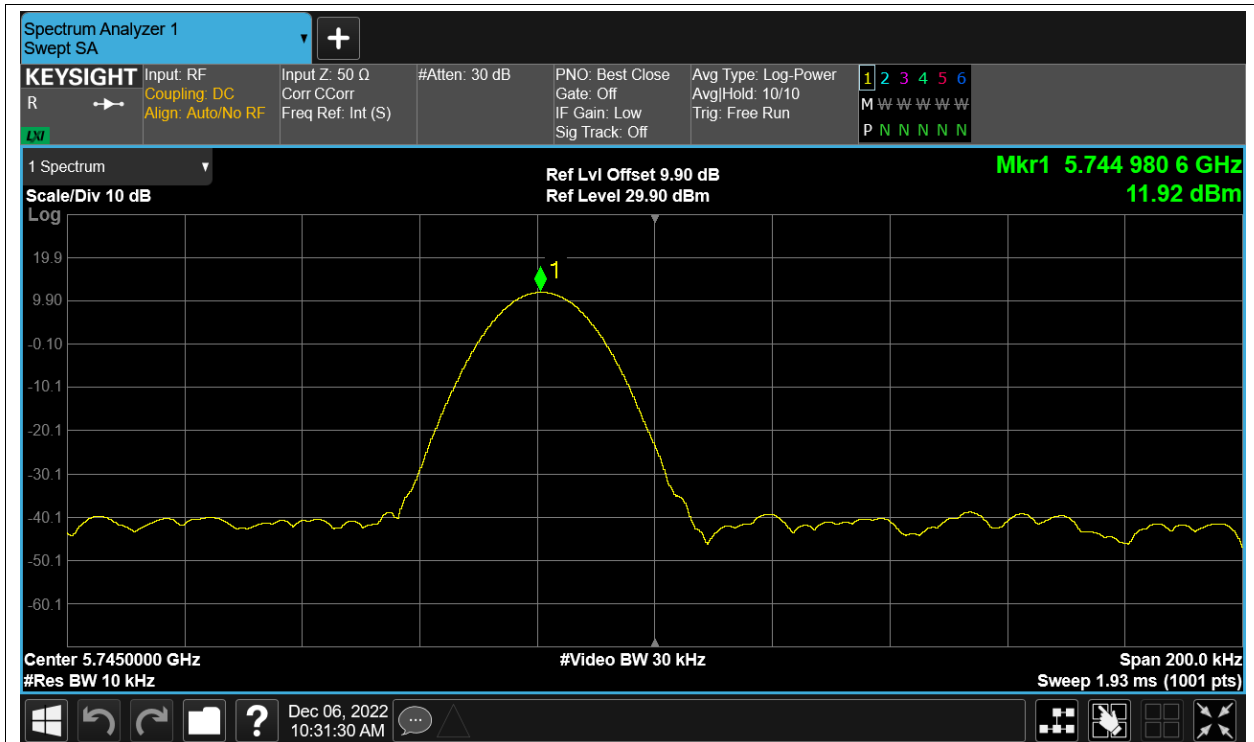 Spectrum Analyzer 1
Swept SA
+
KEYSIGHT
R
LXI
Input: RF
Coupling: DC
Align: Auto/No RF
Input Z: 50 Ω
Corr CCorr
Freq Ref: Int (S)
#Atten: 30 dB
PNO: Best Close
Gate: Off
IF Gain: Low
Sig Track: Off
Avg Type: Log-Power
Avg|Hold: 10/10
Trig: Free Run
1 2 3 4 5 6
M W W W W W
P N N N N N
1 Spectrum
Scale/Div 10 dB
Ref Lvl Offset 9.90 dB
Ref Level 29.90 dBm
Mkr1 5.744 980 6 GHz
11.92 dBm
Log
19.9
9.90
-0.10
-10.1
-20.1
-30.1
-40.1
-50.1
-60.1
1
Center 5.7450000 GHz
#Res BW 10 kHz
#Video BW 30 kHz
Span 200.0 kHz
Sweep 1.93 ms (1001 pts)
?
Dec 06, 2022
10:31:30 AM